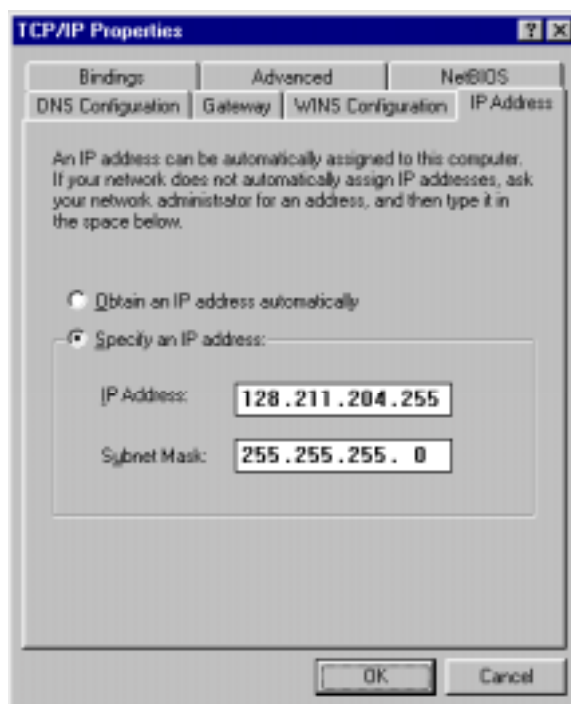 TCP/IP Properties
Bindings Advanced NetBIOS
DNS Configuration Gateway WINS Configuration IP Address
An IP address can be automatically assigned to this computer.
If your network does not automatically assign IP addresses, ask
your network administrator for an address, and then type it in
the space below.
Obtain an IP address automatically
Specify an IP address:
IP Address: 128.211.204.255
Subnet Mask: 255.255.255. 0
OK Cancel